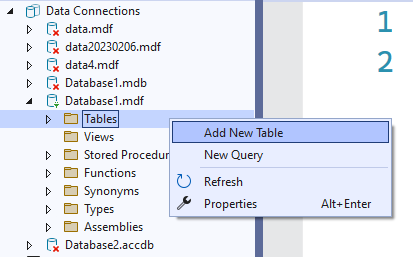 Data Connections
data.mdf
data20230206.mdf
data4.mdf
Database1.mdb
Database1.mdf
Tables
Views
Stored Procedure
Functions
Synonyms
Types
Assemblies
Database2.accdb
Add New Table
New Query
Refresh
Properties Alt+Enter
1
2